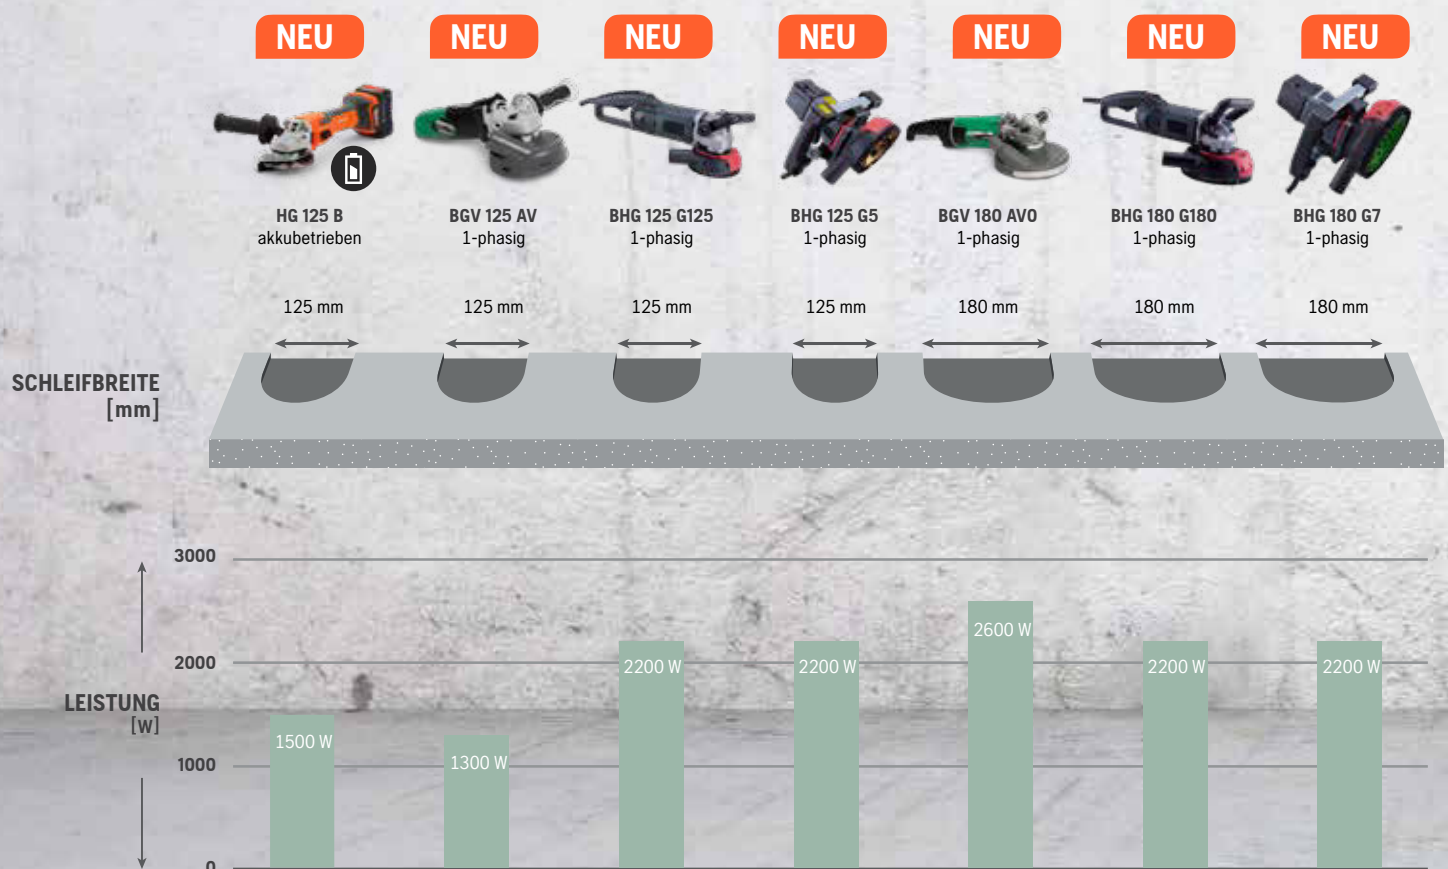 NEU NEU NEU NEU NEU NEU NEU
HG 125 B BGV 125 AV BHG 125 G125 BHG 125 G5 BGV 180 AV0 BHG 180 G180 BHG 180 G7
akkubetrieben 1-phasig 1-phasig 1-phasig 1-phasig 1-phasig 1-phasig
125 mm 125 mm 125 mm 125 mm 180 mm 180 mm 180 mm
SCHLEIFBREITE
[mm]
3000
2600 W
2000
2200 W 2200 W 2200 W 2200 W
LEISTUNG
[W]
1500 W
1300 W
1000
0